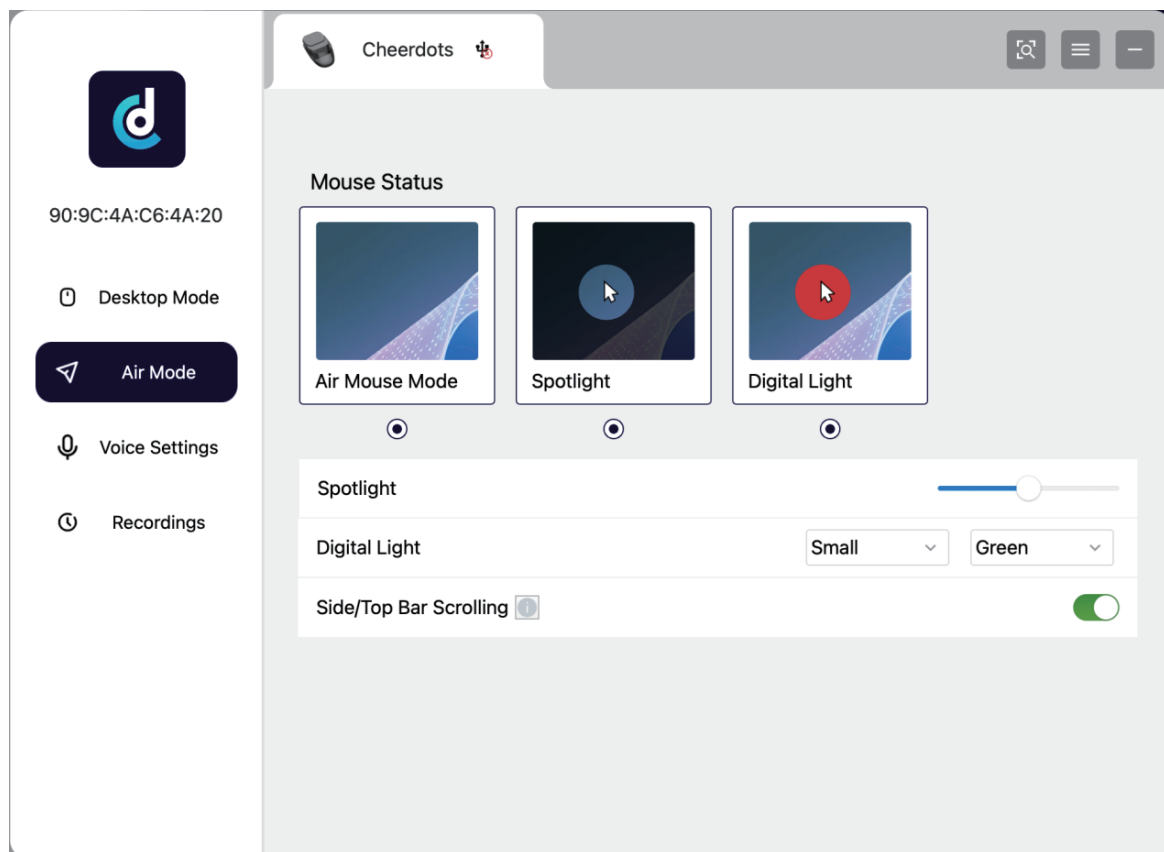 Cheerdots
90:9C:4A:C6:4A:20
Desktop Mode
Air Mode
Voice Settings
Recordings
Mouse Status
Air Mouse Mode
Spotlight
Digital Light
Spotlight
Digital Light Small Green
Side/Top Bar Scrolling